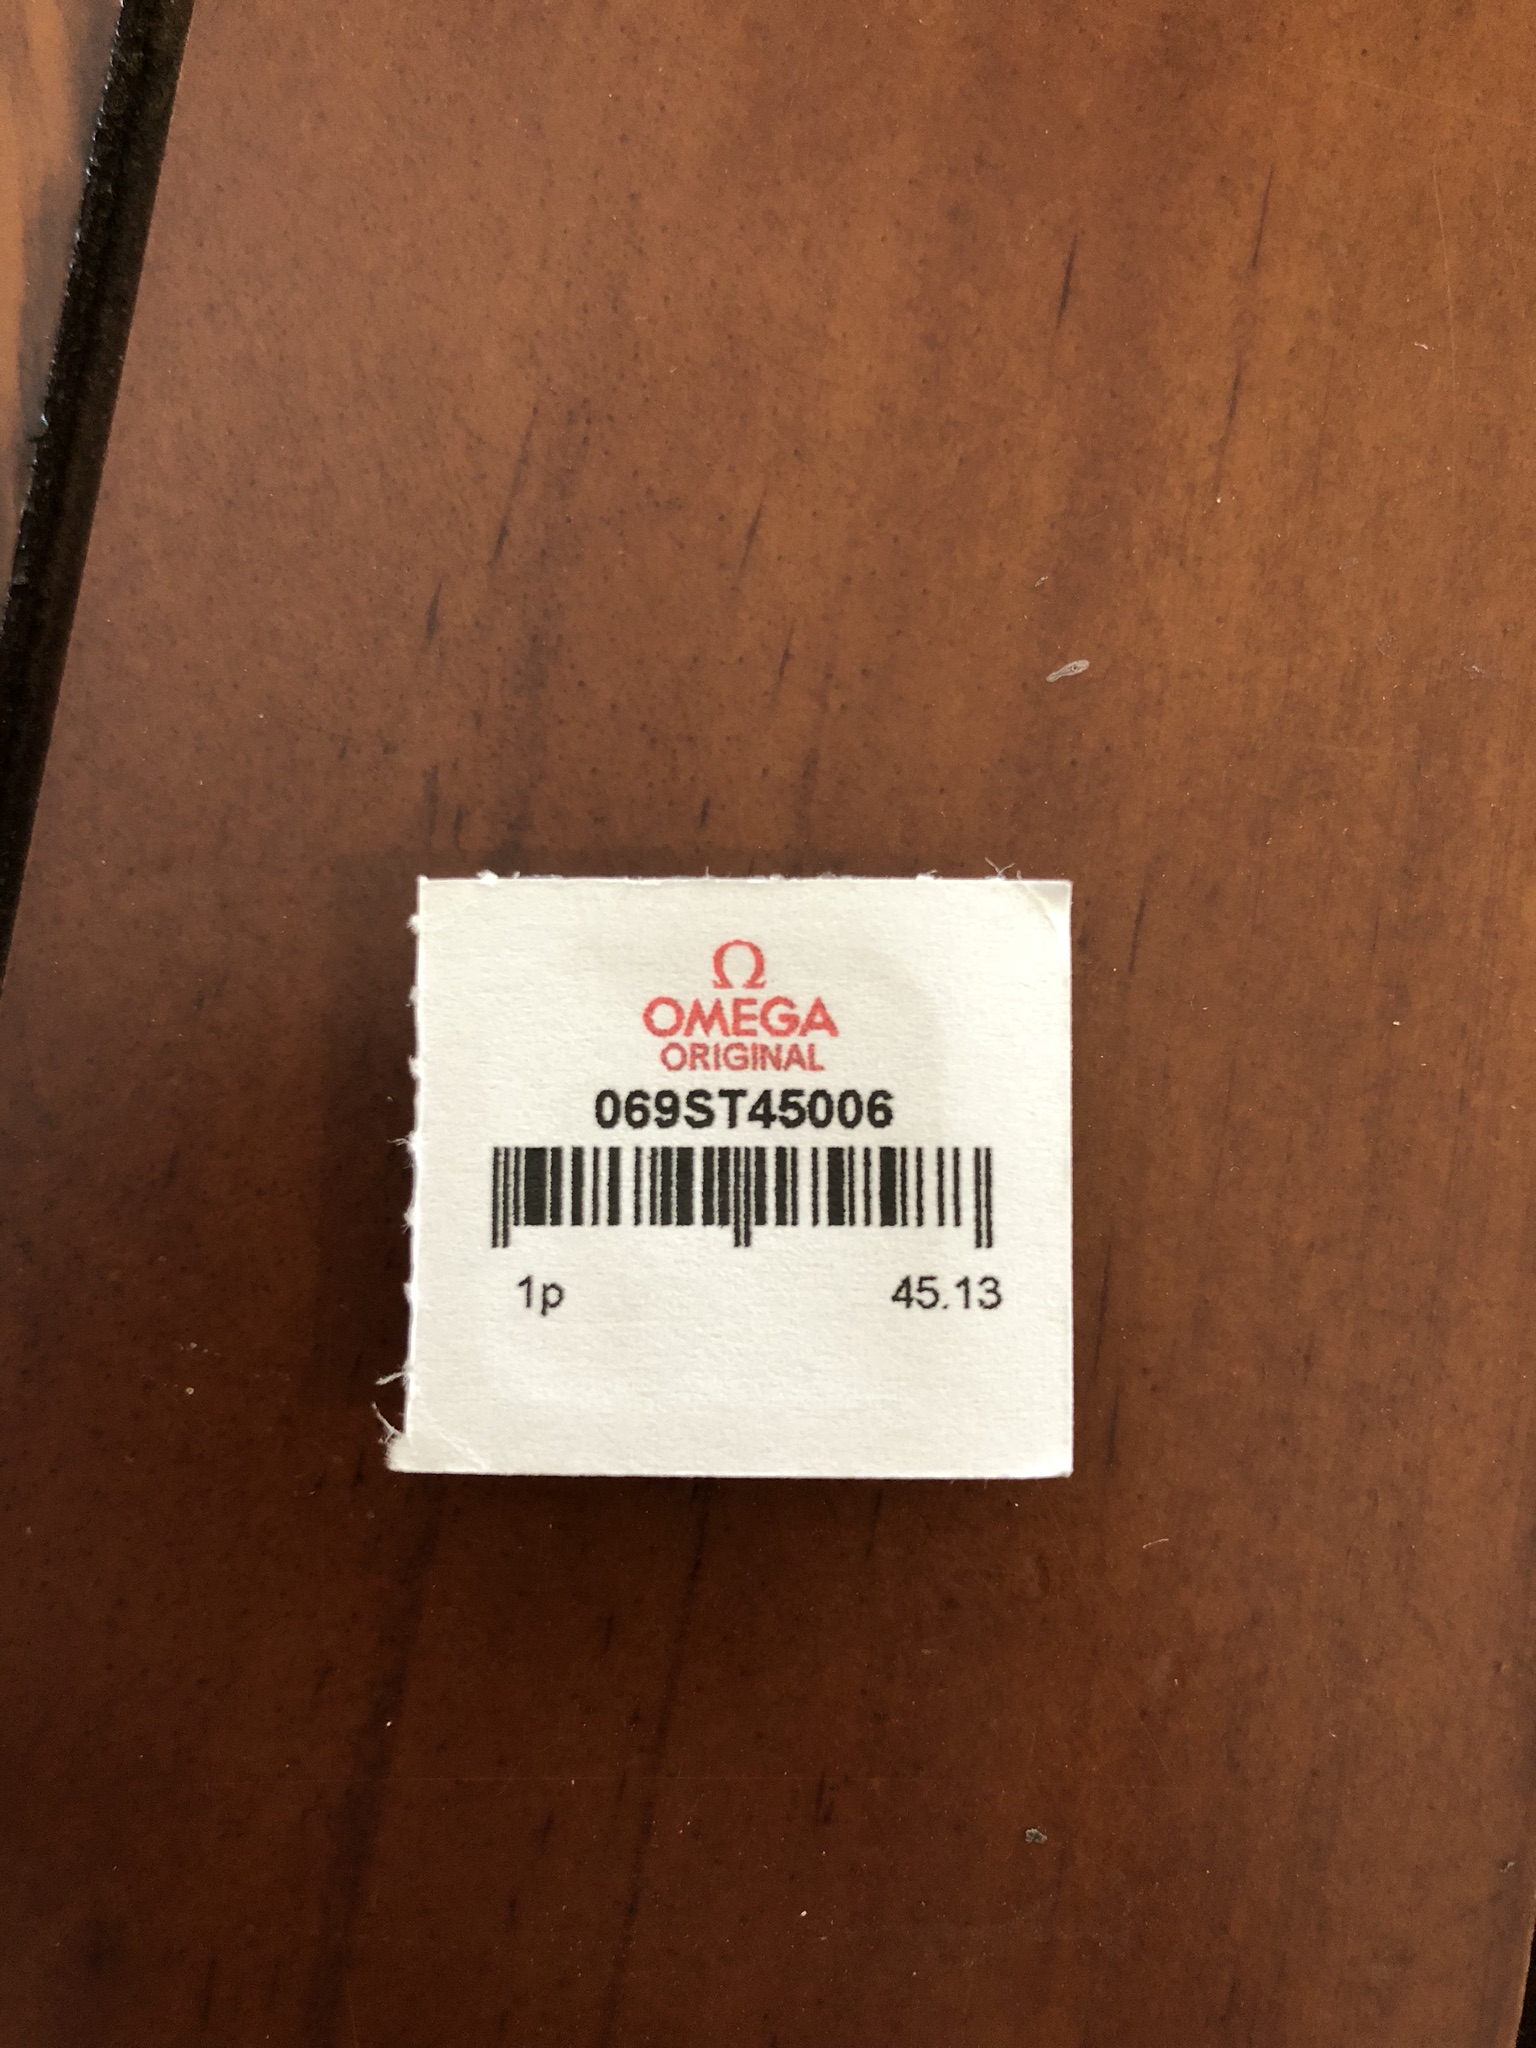 Ω
OMEGA
ORIGINAL
069ST45006
1p 45.13